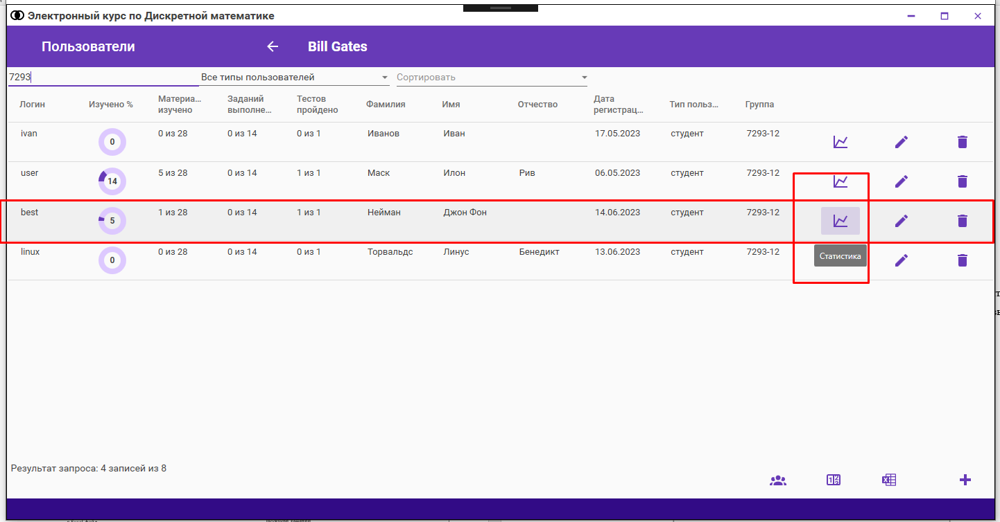 Электронный курс по Дискретной математике
Пользователи Bill Gates
7293 Все типы пользователей Сортировать
Логин Изучено % Материа... изучено Заданий выполне... Тестов пройдено Фамилия Имя Отчество Дата регистрац... Тип польз... Группа
ivan 0 0 из 28 0 из 14 0 из 1 Иванов Иван 17.05.2023 студент 7293-12
user 14 5 из 28 0 из 14 1 из 1 Маск Илон Рив 06.05.2023 студент 7293-12
best 5 1 из 28 0 из 14 1 из 1 Нейман Джон Фон 14.06.2023 студент 7293-12
linux 0 0 из 28 0 из 14 0 из 1 Торвальдс Линус Бенедикт 13.06.2023 студент 7293-12
Статистика
Результат запроса: 4 записей из 8